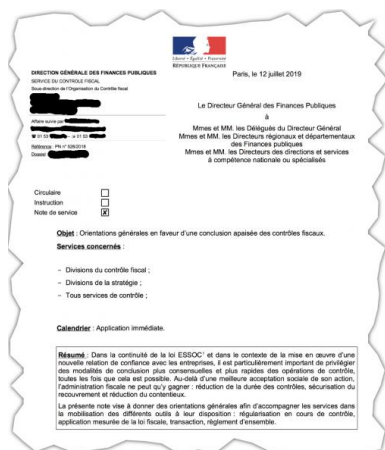 Liberté • Égalité • Fraternité
RÉPUBLIQUE FRANÇAISE
DIRECTION GÉNÉRALE DES FINANCES PUBLIQUES
SERVICE DU CONTROLE FISCAL
Sous-direction de l'Organisation du Contrôle fiscal
Paris, le 12 juillet 2019
Affaire suivie par
Le Directeur Général des Finances Publiques
à
Mmes et MM. les Délégués du Directeur Général
Mmes et MM. les Directeurs régionaux et départementaux
des Finances publiques
Mmes et MM. les Directeurs des directions et services
à compétence nationale ou spécialisés
☎ 01 53
Référence : PN n° 528/2019
Dossier
Circulaire
Instruction
Note de service X
Objet : Orientations générales en faveur d'une conclusion apaisée des contrôles fiscaux.
Services concernés :
- Divisions du contrôle fiscal ;
- Divisions de la stratégie ;
- Tous services de contrôle ;
Calendrier : Application immédiate.
Résumé : Dans la continuité de la loi ESSOC¹ et dans le contexte de la mise en œuvre d'une
nouvelle relation de confiance avec les entreprises, il est particulièrement important de privilégier
des modalités de conclusion plus consensuelles et plus rapides des opérations de contrôle,
toutes les fois que cela est possible. Au-delà d'une meilleure acceptation sociale de son action,
l'administration fiscale ne peut qu'y gagner : réduction de la durée des contrôles, sécurisation du
recouvrement et réduction du contentieux.
La présente note vise à donner des orientations générales afin d'accompagner les services dans
la mobilisation des différents outils à leur disposition : régularisation en cours de contrôle,
application mesurée de la loi fiscale, transaction, règlement d'ensemble.